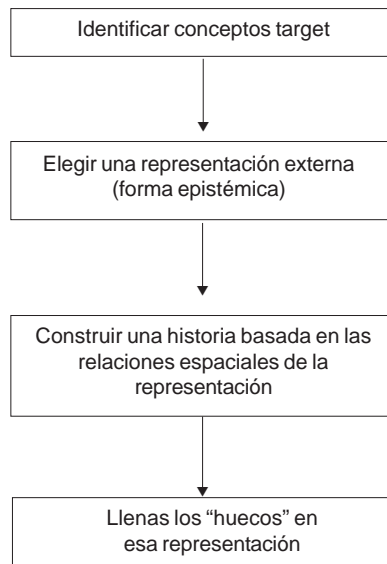 Identificar conceptos target
Elegir una representación externa
(forma epistémica)
Construir una historia basada en las
relaciones espaciales de la
representación
Llenas los “huecos” en
esa representación